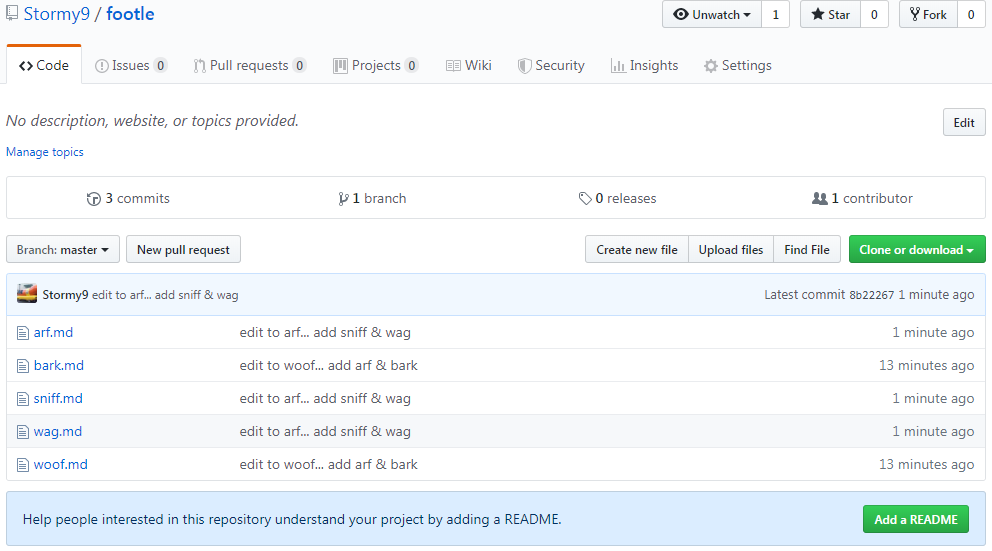 Stormy9 / footle Unwatch 1 Star 0 Fork 0
Code Issues 0 Pull requests 0 Projects 0 Wiki Security Insights Settings
No description, website, or topics provided. Edit
Manage topics
3 commits 1 branch 0 releases 1 contributor
Branch: master New pull request Create new file Upload files Find File Clone or download
Stormy9 edit to arf... add sniff & wag Latest commit 8b22267 1 minute ago
arf.md edit to arf... add sniff & wag 1 minute ago
bark.md edit to woof... add arf & bark 13 minutes ago
sniff.md edit to arf... add sniff & wag 1 minute ago
wag.md edit to arf... add sniff & wag 1 minute ago
woof.md edit to woof... add arf & bark 13 minutes ago
Help people interested in this repository understand your project by adding a README. Add a README